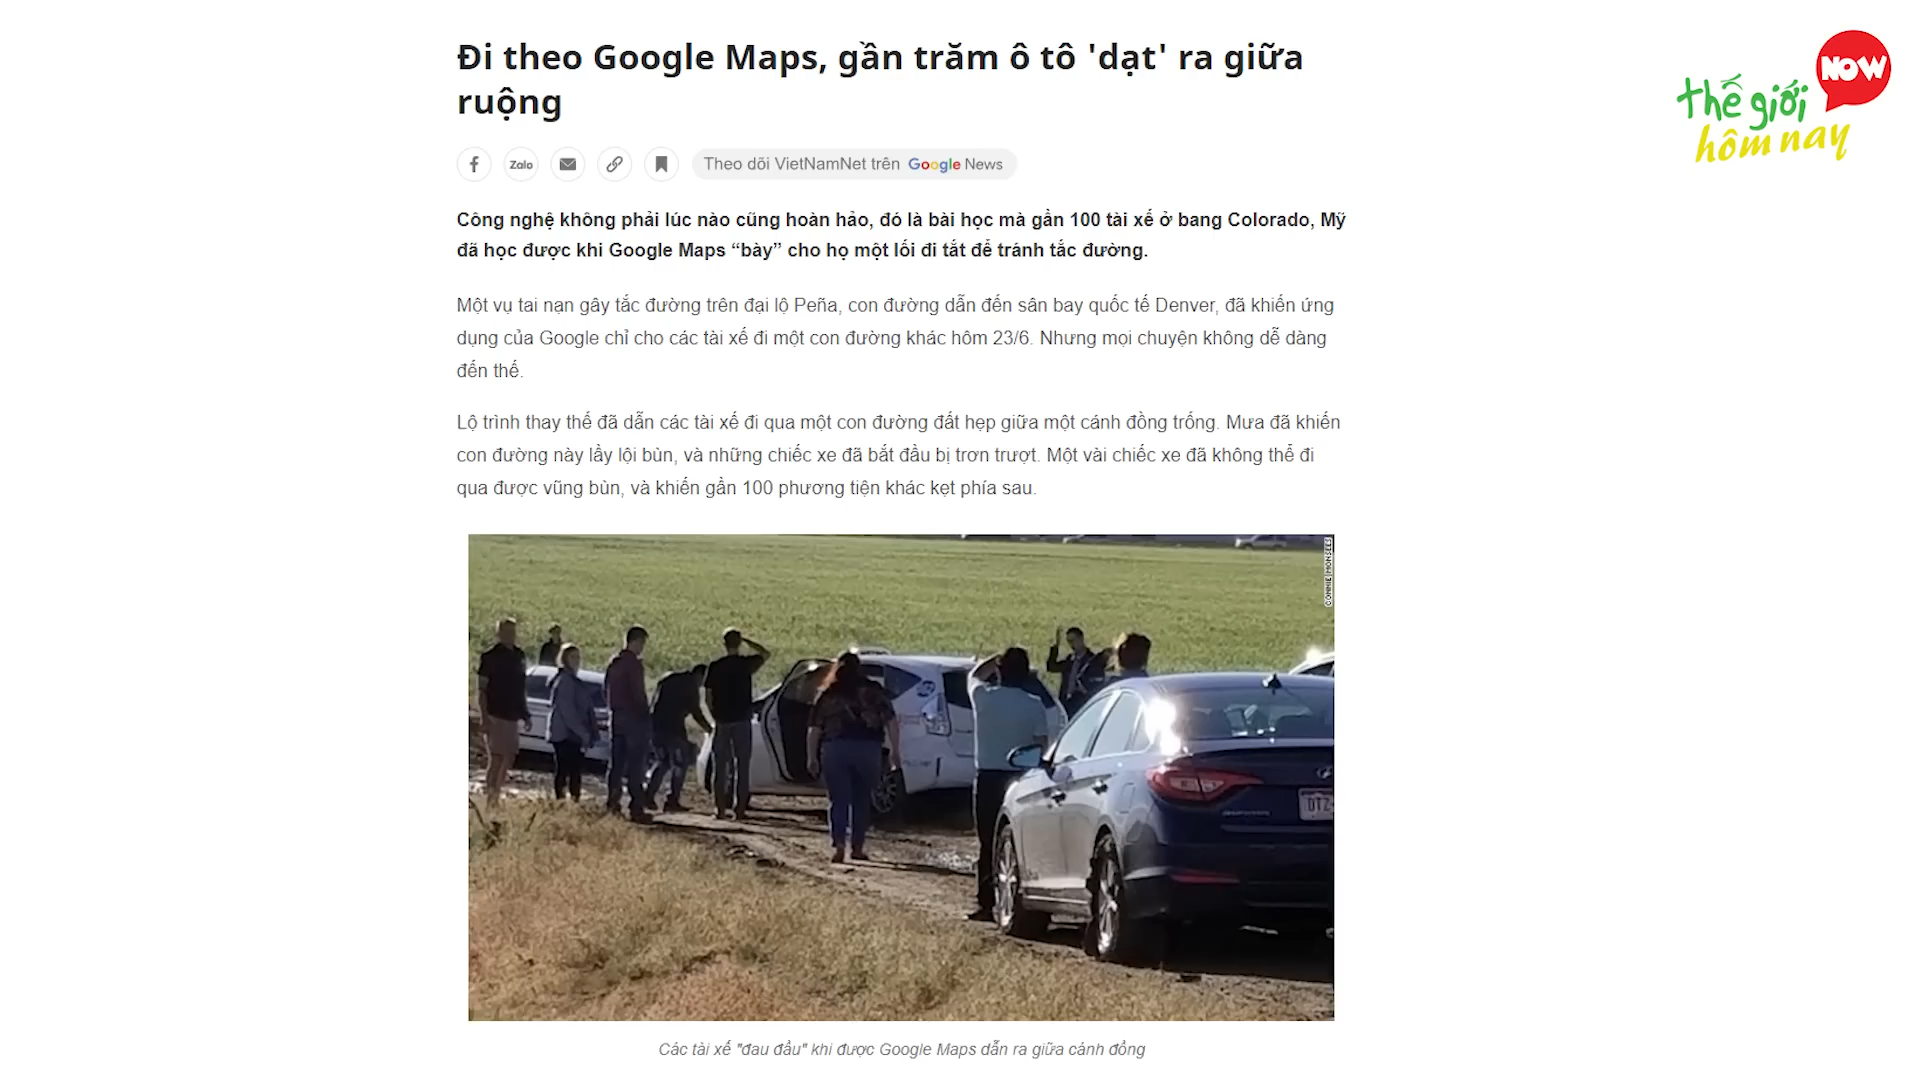 Đi theo Google Maps, gần trăm ô tô 'dạt' ra giữa
ruộng
NOW
thế giới
hôm nay
Zalo
Theo dõi VietNamNet trên Google News
Công nghệ không phải lúc nào cũng hoàn hảo, đó là bài học mà gần 100 tài xế ở bang Colorado, Mỹ
đã học được khi Google Maps “bày” cho họ một lối đi tắt để tránh tắc đường.
Một vụ tai nạn gây tắc đường trên đại lộ Peña, con đường dẫn đến sân bay quốc tế Denver, đã khiến ứng
dụng của Google chỉ cho các tài xế đi một con đường khác hôm 23/6. Nhưng mọi chuyện không dễ dàng
đến thế.
Lộ trình thay thế đã dẫn các tài xế đi qua một con đường đất hẹp giữa một cánh đồng trống. Mưa đã khiến
con đường này lầy lội bùn, và những chiếc xe đã bắt đầu bị trơn trượt. Một vài chiếc xe đã không thể đi
qua được vũng bùn, và khiến gần 100 phương tiện khác kẹt phía sau.
CONNIE MONSEES
DTZ
Các tài xế "đau đầu" khi được Google Maps dẫn ra giữa cánh đồng